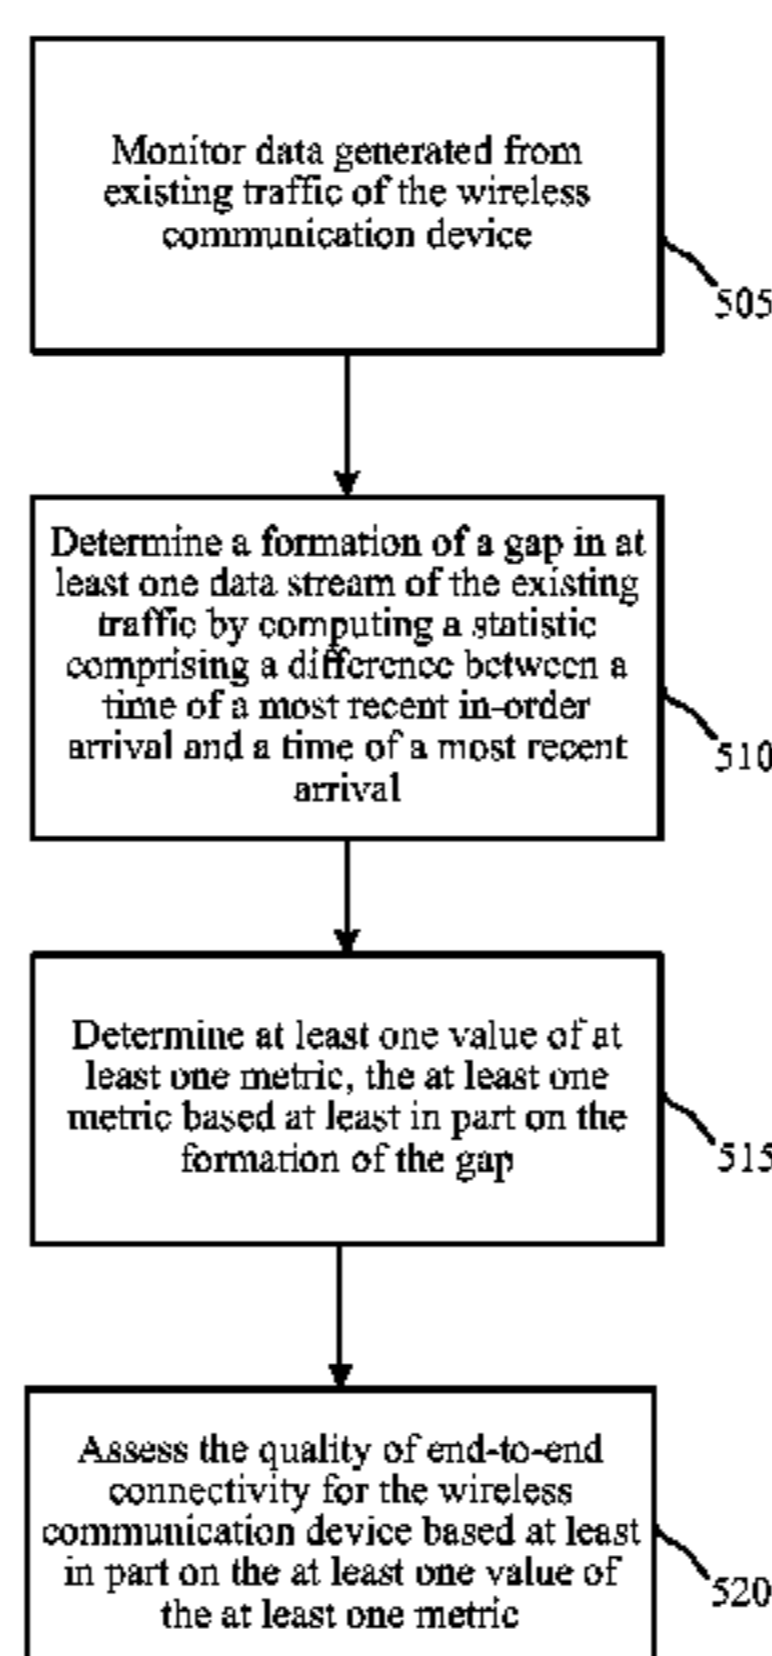 Monitor data generated from
existing traffic of the wireless
communication device
505
Determine a formation of a gap in at
least one data stream of the existing
traffic by computing a statistic
comprising a difference between a
time of a most recent in-order
arrival and a time of a most recent
arrival
510
Determine at least one value of at
least one metric, the at least one
metric based at least in part on the
formation of the gap
515
Assess the quality of end-to-end
connectivity for the wireless
communication device based at least
in part on the at least one value of
the at least one metric
520